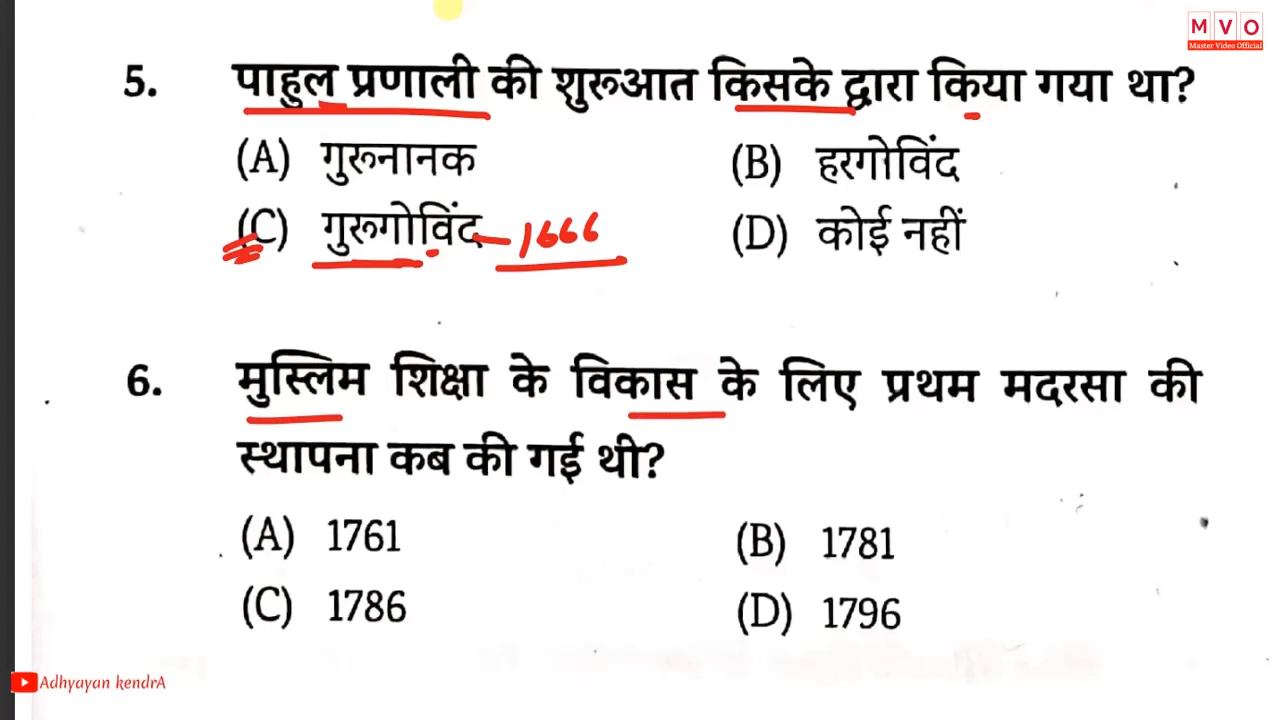 M V O
Master Video Official
5. पाहुल प्रणाली की शुरूआत किसके द्वारा किया गया था?
(A) गुरूनानक (B) हरगोविंद
(C) गुरूगोविंद - 1666 (D) कोई नहीं
6. मुस्लिम शिक्षा के विकास के लिए प्रथम मदरसा की
स्थापना कब की गई थी?
(A) 1761 (B) 1781
(C) 1786 (D) 1796
Adhyayan kendrA